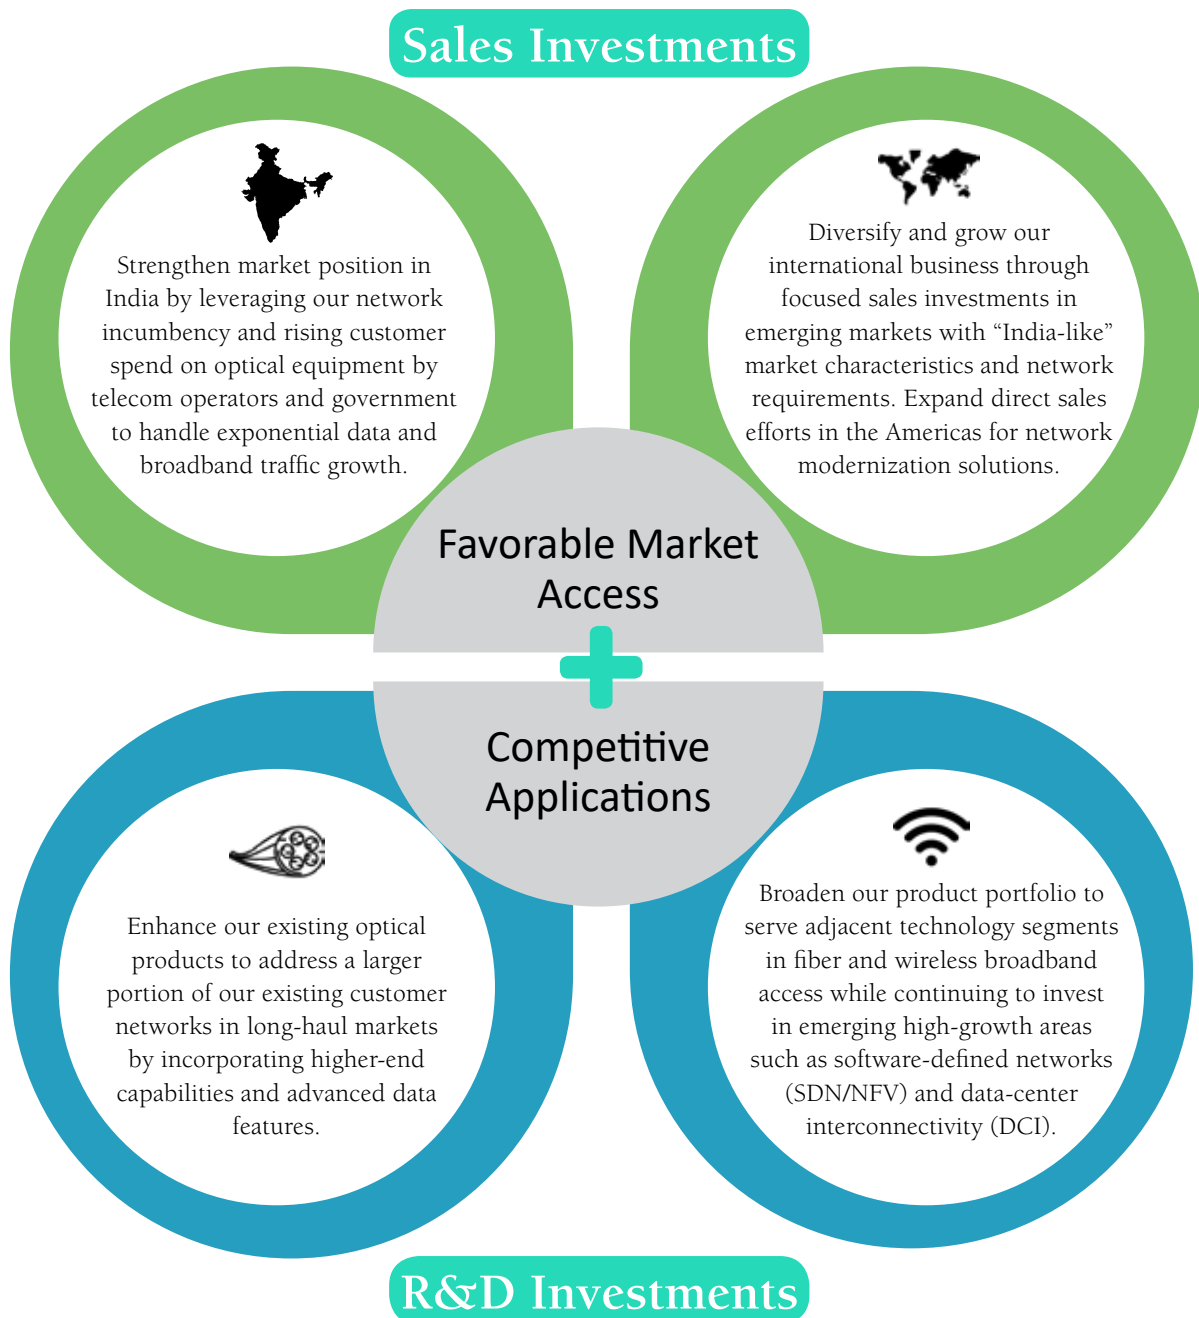 Sales Investments
Strengthen market position in
India by leveraging our network
incumbency and rising customer
spend on optical equipment by
telecom operators and government
to handle exponential data and
broadband traffic growth.
Diversify and grow our
international business through
focused sales investments in
emerging markets with “India-like”
market characteristics and network
requirements. Expand direct sales
efforts in the Americas for network
modernization solutions.
Favorable Market
Access
Competitive
Applications
Enhance our existing optical
products to address a larger
portion of our existing customer
networks in long-haul markets
by incorporating higher-end
capabilities and advanced data
features.
Broaden our product portfolio to
serve adjacent technology segments
in fiber and wireless broadband
access while continuing to invest
in emerging high-growth areas
such as software-defined networks
(SDN/NFV) and data-center
interconnectivity (DCI).
R&D Investments